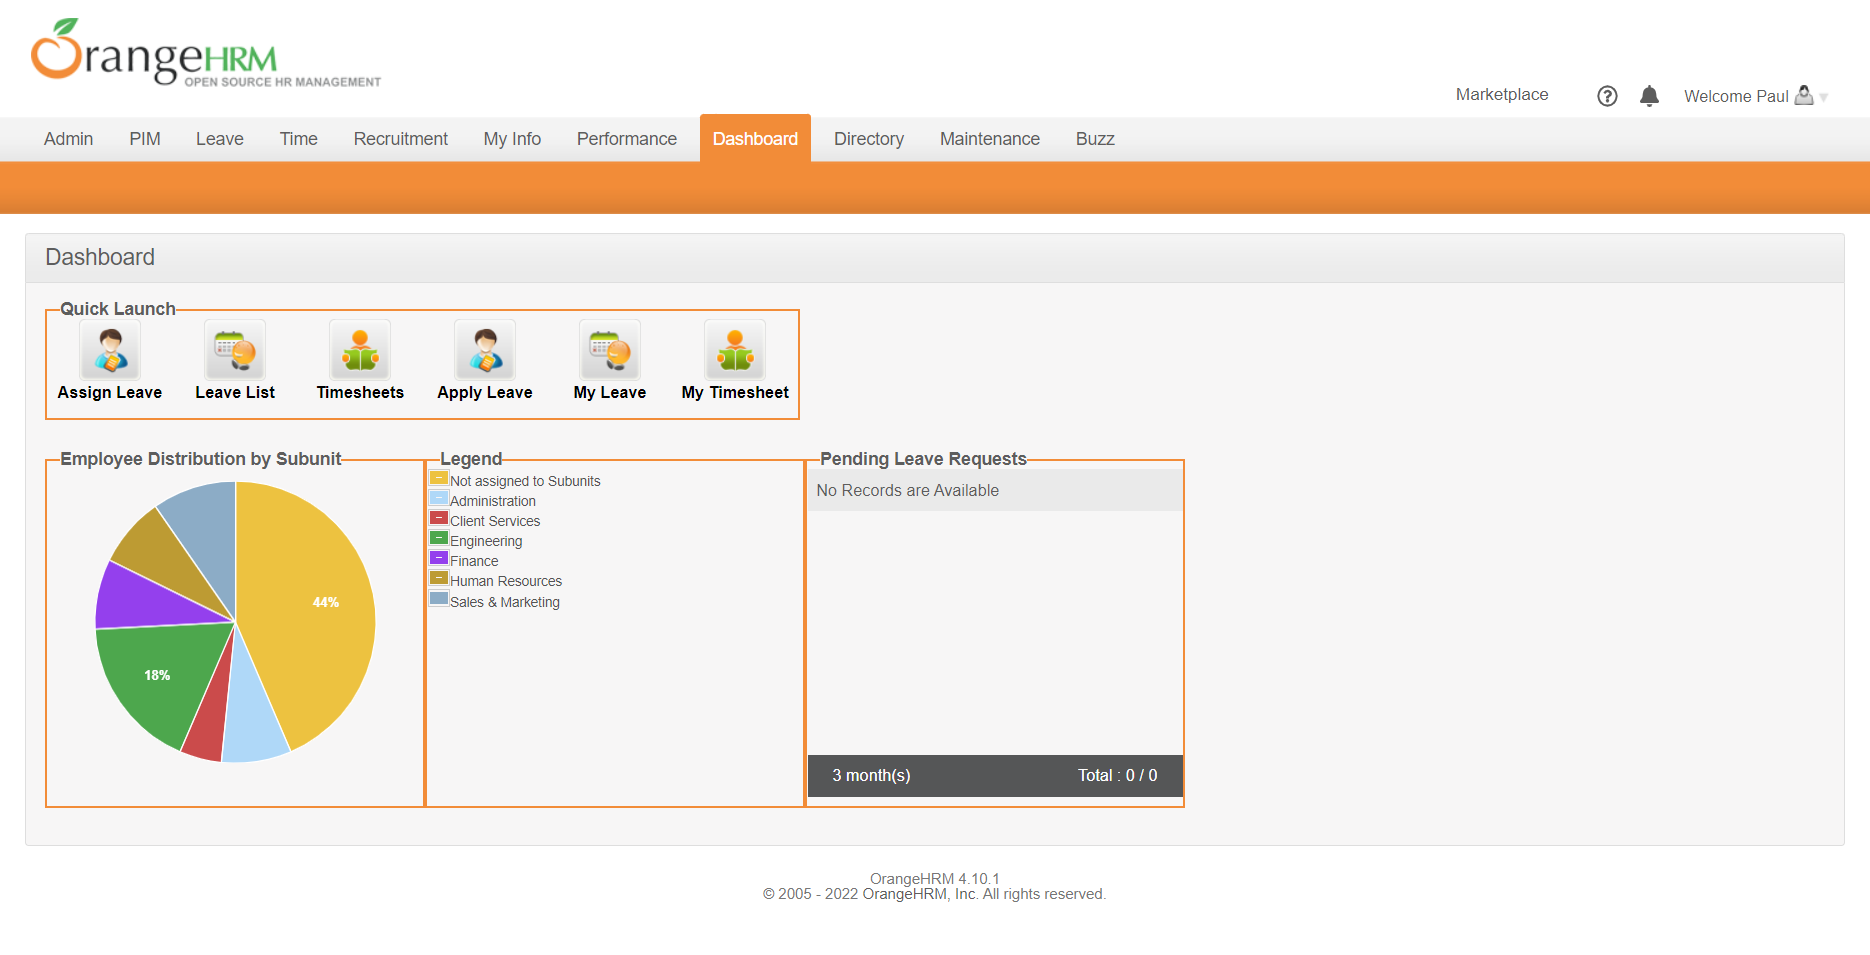 OrangeHRM
OPEN SOURCE HR MANAGEMENT
Marketplace
Welcome Paul
Admin PIM Leave Time Recruitment My Info Performance Dashboard Directory Maintenance Buzz
Dashboard
Quick Launch
Assign Leave Leave List Timesheets Apply Leave My Leave My Timesheet
Employee Distribution by Subunit
44%
18%
Legend
Not assigned to Subunits
Administration
Client Services
Engineering
Finance
Human Resources
Sales & Marketing
Pending Leave Requests
No Records are Available
3 month(s) Total : 0 / 0
OrangeHRM 4.10.1
© 2005 - 2022 OrangeHRM, Inc. All rights reserved.